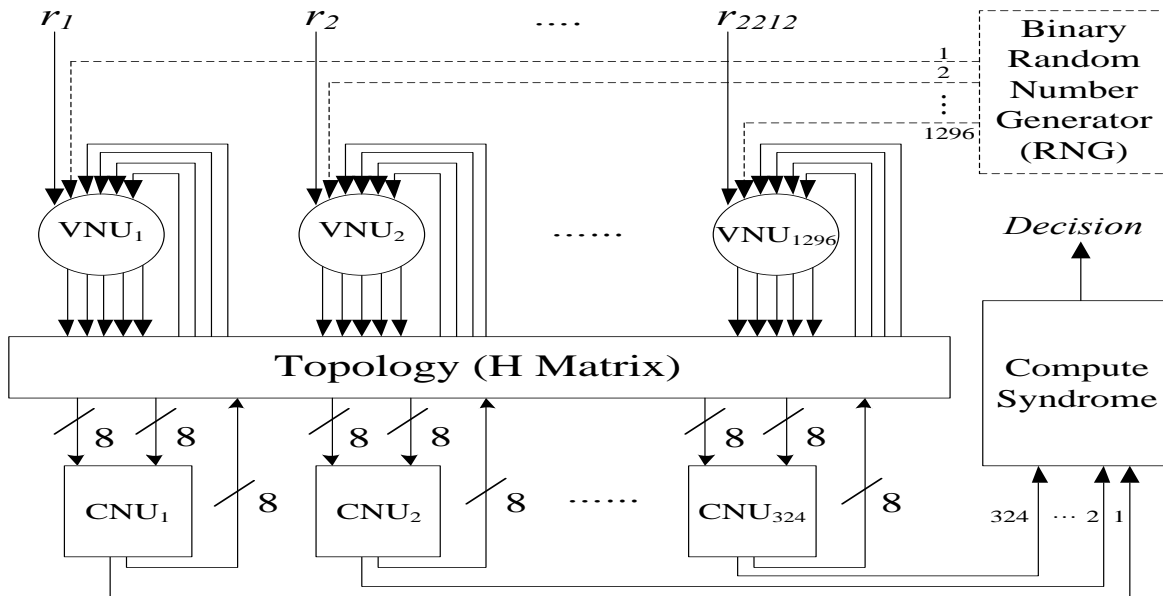 r1 r2 .... r2212
Binary
Random
Number
Generator
(RNG)
1
2
...
1296
VNU1 VNU2 ...... VNU1296
Decision
Topology (H Matrix)
Compute
Syndrome
8 8 8 8 8 8
CNU1 8 CNU2 8 ...... CNU324 8
324 ... 2 1